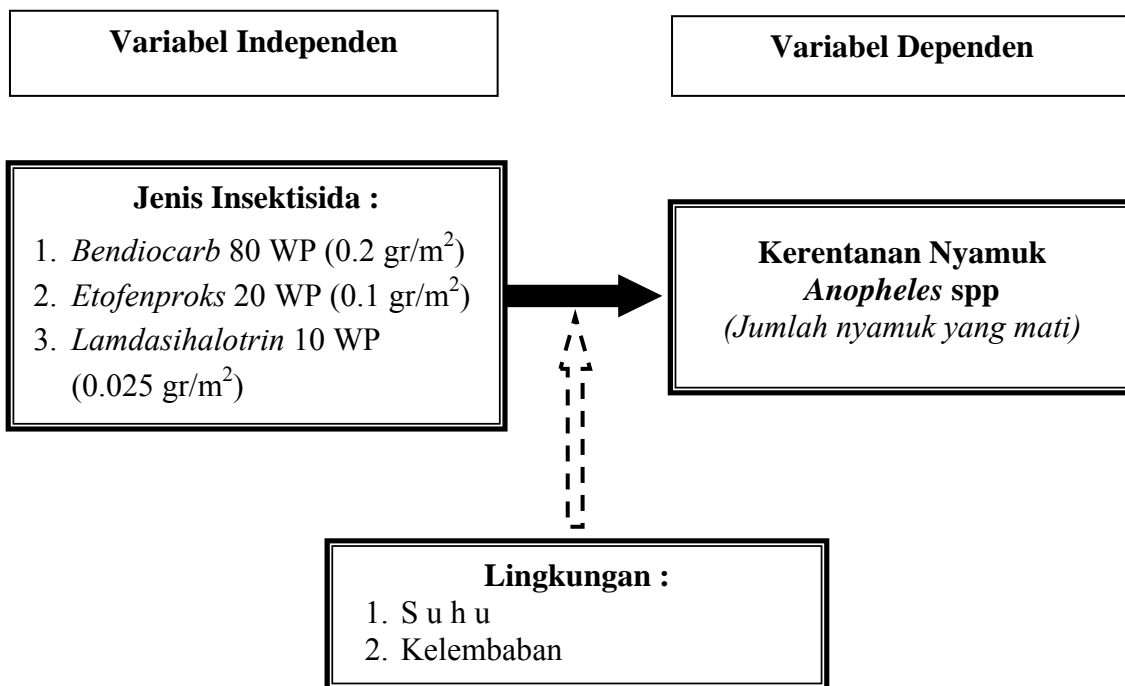 Variabel Independen
Variabel Dependen
Jenis Insektisida :
1. Bendiocarb 80 WP (0.2 gr/m²)
2. Etofenproks 20 WP (0.1 gr/m²)
3. Lamdasihalotrin 10 WP
(0.025 gr/m²)
Kerentanan Nyamuk
Anopheles spp
(Jumlah nyamuk yang mati)
Lingkungan :
1. S u h u
2. Kelembaban